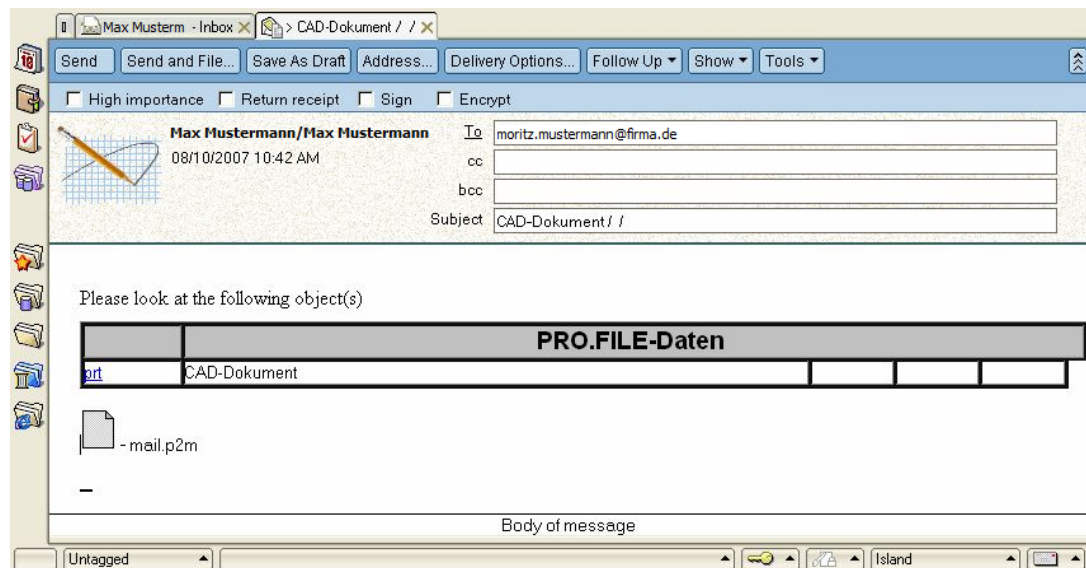 Max Musterm - Inbox
> CAD-Dokument / /
Send Send and File... Save As Draft Address... Delivery Options... Follow Up Show Tools
High importance Return receipt Sign Encrypt
Max Mustermann/Max Mustermann
08/10/2007 10:42 AM
To moritz.mustermann@firma.de
cc
bcc
Subject CAD-Dokument / /
Please look at the following object(s)
PRO.FILE-Daten
prt CAD-Dokument
- mail.p2m
Body of message
Untagged Island